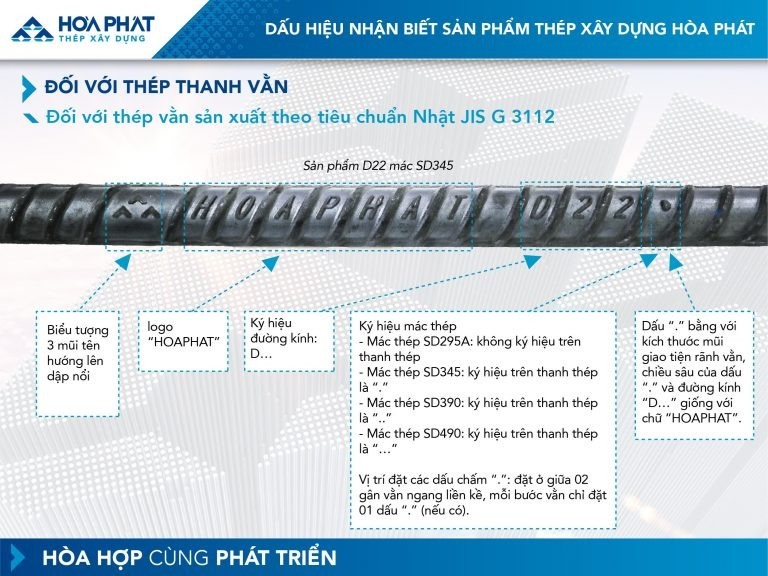 HOA PHAT
THÉP XÂY DỰNG
DẤU HIỆU NHẬN BIẾT SẢN PHẨM THÉP XÂY DỰNG HÒA PHÁT
ĐỐI VỚI THÉP THANH VẰN
Đối với thép vằn sản xuất theo tiêu chuẩn Nhật JIS G 3112
Sản phẩm D22 mác SD345
HOAPHAT D22 •
Biểu tượng
3 mũi tên
hướng lên
dập nổi
logo
“HOAPHAT”
Ký hiệu
đường kính:
D...
Ký hiệu mác thép
- Mác thép SD295A: không ký hiệu trên
thanh thép
- Mác thép SD345: ký hiệu trên thanh thép
là “.”
- Mác thép SD390: ký hiệu trên thanh thép
là “..”
- Mác thép SD490: ký hiệu trên thanh thép
là “...”
Vị trí đặt các dấu chấm “.”: đặt ở giữa 02
gân vằn ngang liền kề, mỗi bước vằn chỉ đặt
01 dấu “.” (nếu có).
Dấu “.” bằng với
kích thước mũi
giao tiện rãnh vằn,
chiều sâu của dấu
“.” và đường kính
“D...” giống với
chữ “HOAPHAT”.
HÒA HỢP CÙNG PHÁT TRIỂN